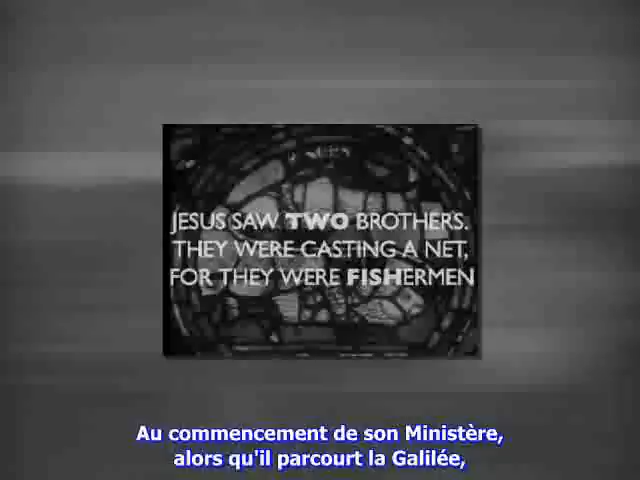 JESUS SAW TWO BROTHERS.
THEY WERE CASTING A NET,
FOR THEY WERE FISHERMEN
Au commencement de son Ministère,
alors qu'il parcourt la Galilée,